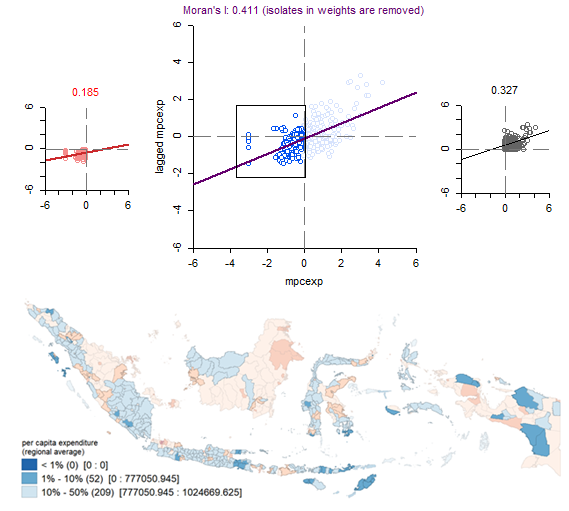 Moran's I: 0.411 (isolates in weights are removed)
0.185
0.327
6
4
2
0
-2
-4
-6
lagged mpcexp
-6 -4 -2 0 2 4 6
mpcexp
6
0
-6
-6 0 6
6
0
-6
-6 0 6
per capita expenditure
(regional average)
< 1% (0) [0 : 0]
1% - 10% (52) [0 : 777050.945]
10% - 50% (209) [777050.945 : 1024669.625]